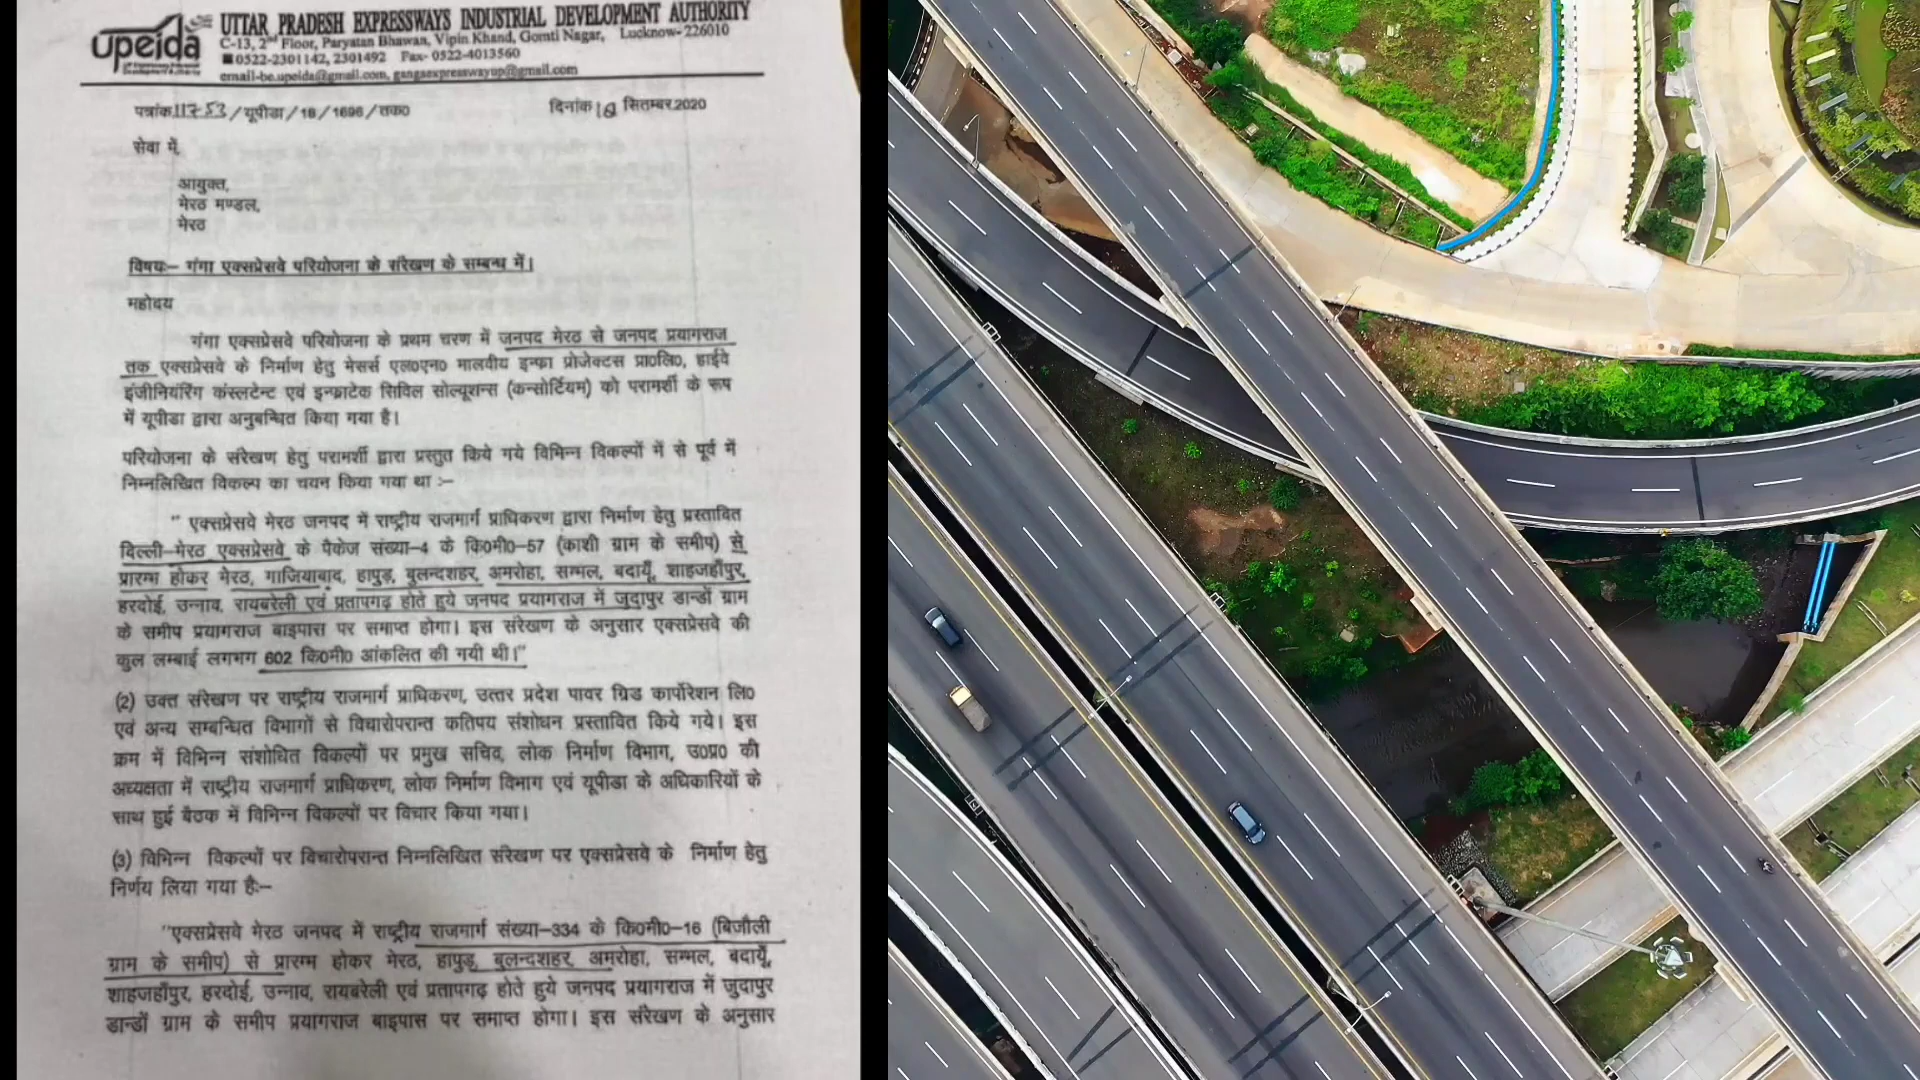 upeida
UTTAR PRADESH EXPRESSWAYS INDUSTRIAL DEVELOPMENT AUTHORITY
C-13, 2nd Floor, Paryatan Bhawan, Vipin Khand, Gomti Nagar, Lucknow-226010
0522-2301142, 2301492 Fax- 0522-4013560
email-be.upeida@gmail.com, gangaexpresswayup@gmail.com
पत्रांक /यूपीडा/18/1696/तक0 दिनांक सितम्बर,2020
सेवा में,
आयुक्त,
मेरठ मण्डल,
मेरठ
विषयः– गंगा एक्सप्रेसवे परियोजना के संरेखण के सम्बन्ध में।
महोदय
गंगा एक्सप्रेसवे परियोजना के प्रथम चरण में जनपद मेरठ से जनपद प्रयागराज
तक एक्सप्रेसवे के निर्माण हेतु मेसर्स एल0एन0 मालवीय इन्फ्रा प्रोजेक्टस प्रा0लि0, हाईवे
इंजीनियंरिंग कंस्लटेन्ट एवं इन्फ्राटेक सिविल सोल्यूशन्स (कन्सोर्टियम) को परामर्शी के रूप
में यूपीडा द्वारा अनुबन्धित किया गया है।
परियोजना के संरेखण हेतु परामर्शी द्वारा प्रस्तुत किये गये विभिन्न विकल्पों में से पूर्व में
निम्नलिखित विकल्प का चयन किया गया था :–
" एक्सप्रेसवे मेरठ जनपद में राष्ट्रीय राजमार्ग प्राधिकरण द्वारा निर्माण हेतु प्रस्तावित
दिल्ली–मेरठ एक्सप्रेसवे के पैकेज संख्या–4 के कि0मी0–57 (काशी ग्राम के समीप) से
प्रारम्भ होकर मेरठ, गाजियाबाद, हापुड़, बुलन्दशहर, अमरोहा, सम्भल, बदायूँ, शाहजहाँपुर,
हरदोई, उन्नाव, रायबरेली एवं प्रतापगढ़ होते हुये जनपद प्रयागराज में जुदापुर डान्डों ग्राम
के समीप प्रयागराज बाइपास पर समाप्त होगा। इस संरेखण के अनुसार एक्सप्रेसवे की
कुल लम्बाई लगभग 602 कि0मी0 आंकलित की गयी थी।"
(2) उक्त संरेखण पर राष्ट्रीय राजमार्ग प्राधिकरण, उत्तर प्रदेश पावर ग्रिड कार्पोरेशन लि0
एवं अन्य सम्बन्धित विभागों से विचारोपरान्त कतिपय संशोधन प्रस्तावित किये गये। इस
क्रम में विभिन्न संशोधित विकल्पों पर प्रमुख सचिव, लोक निर्माण विभाग, उ0प्र0 की
अध्यक्षता में राष्ट्रीय राजमार्ग प्राधिकरण, लोक निर्माण विभाग एवं यूपीडा के अधिकारियों के
साथ हुई बैठक में विभिन्न विकल्पों पर विचार किया गया।
(3) विभिन्न विकल्पों पर विचारोपरान्त निम्नलिखित संरेखण पर एक्सप्रेसवे के निर्माण हेतु
निर्णय लिया गया हैः–
"एक्सप्रेसवे मेरठ जनपद में राष्ट्रीय राजमार्ग संख्या–334 के कि0मी0–16 (बिजौली
ग्राम के समीप) से प्रारम्भ होकर मेरठ, हापुड़, बुलन्दशहर, अमरोहा, सम्भल, बदायूँ,
शाहजहाँपुर, हरदोई, उन्नाव, रायबरेली एवं प्रतापगढ़ होते हुये जनपद प्रयागराज में जुदापुर
डान्डों ग्राम के समीप प्रयागराज बाइपास पर समाप्त होगा। इस संरेखण के अनुसार